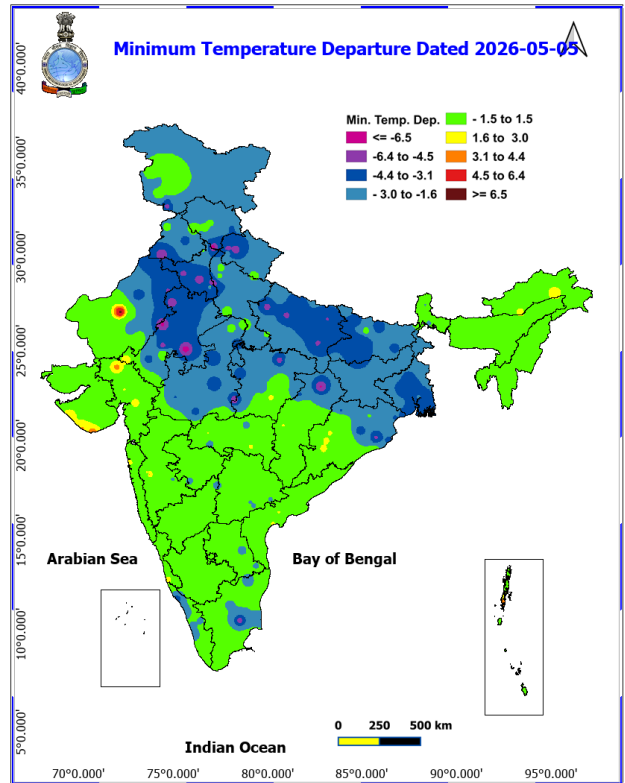 Minimum Temperature Departure Dated 2026-05-05
Min. Temp. Dep.
<= -6.5
-6.4 to -4.5
-4.4 to -3.1
- 3.0 to -1.6
- 1.5 to 1.5
1.6 to 3.0
3.1 to 4.4
4.5 to 6.4
>= 6.5
40°0.000'
35°0.000'
30°0.000'
25°0.000'
20°0.000'
15°0.000'
10°0.000'
5°0.000'
Arabian Sea
Bay of Bengal
Indian Ocean
0 250 500 km
70°0.000' 75°0.000' 80°0.000' 85°0.000' 90°0.000' 95°0.000'